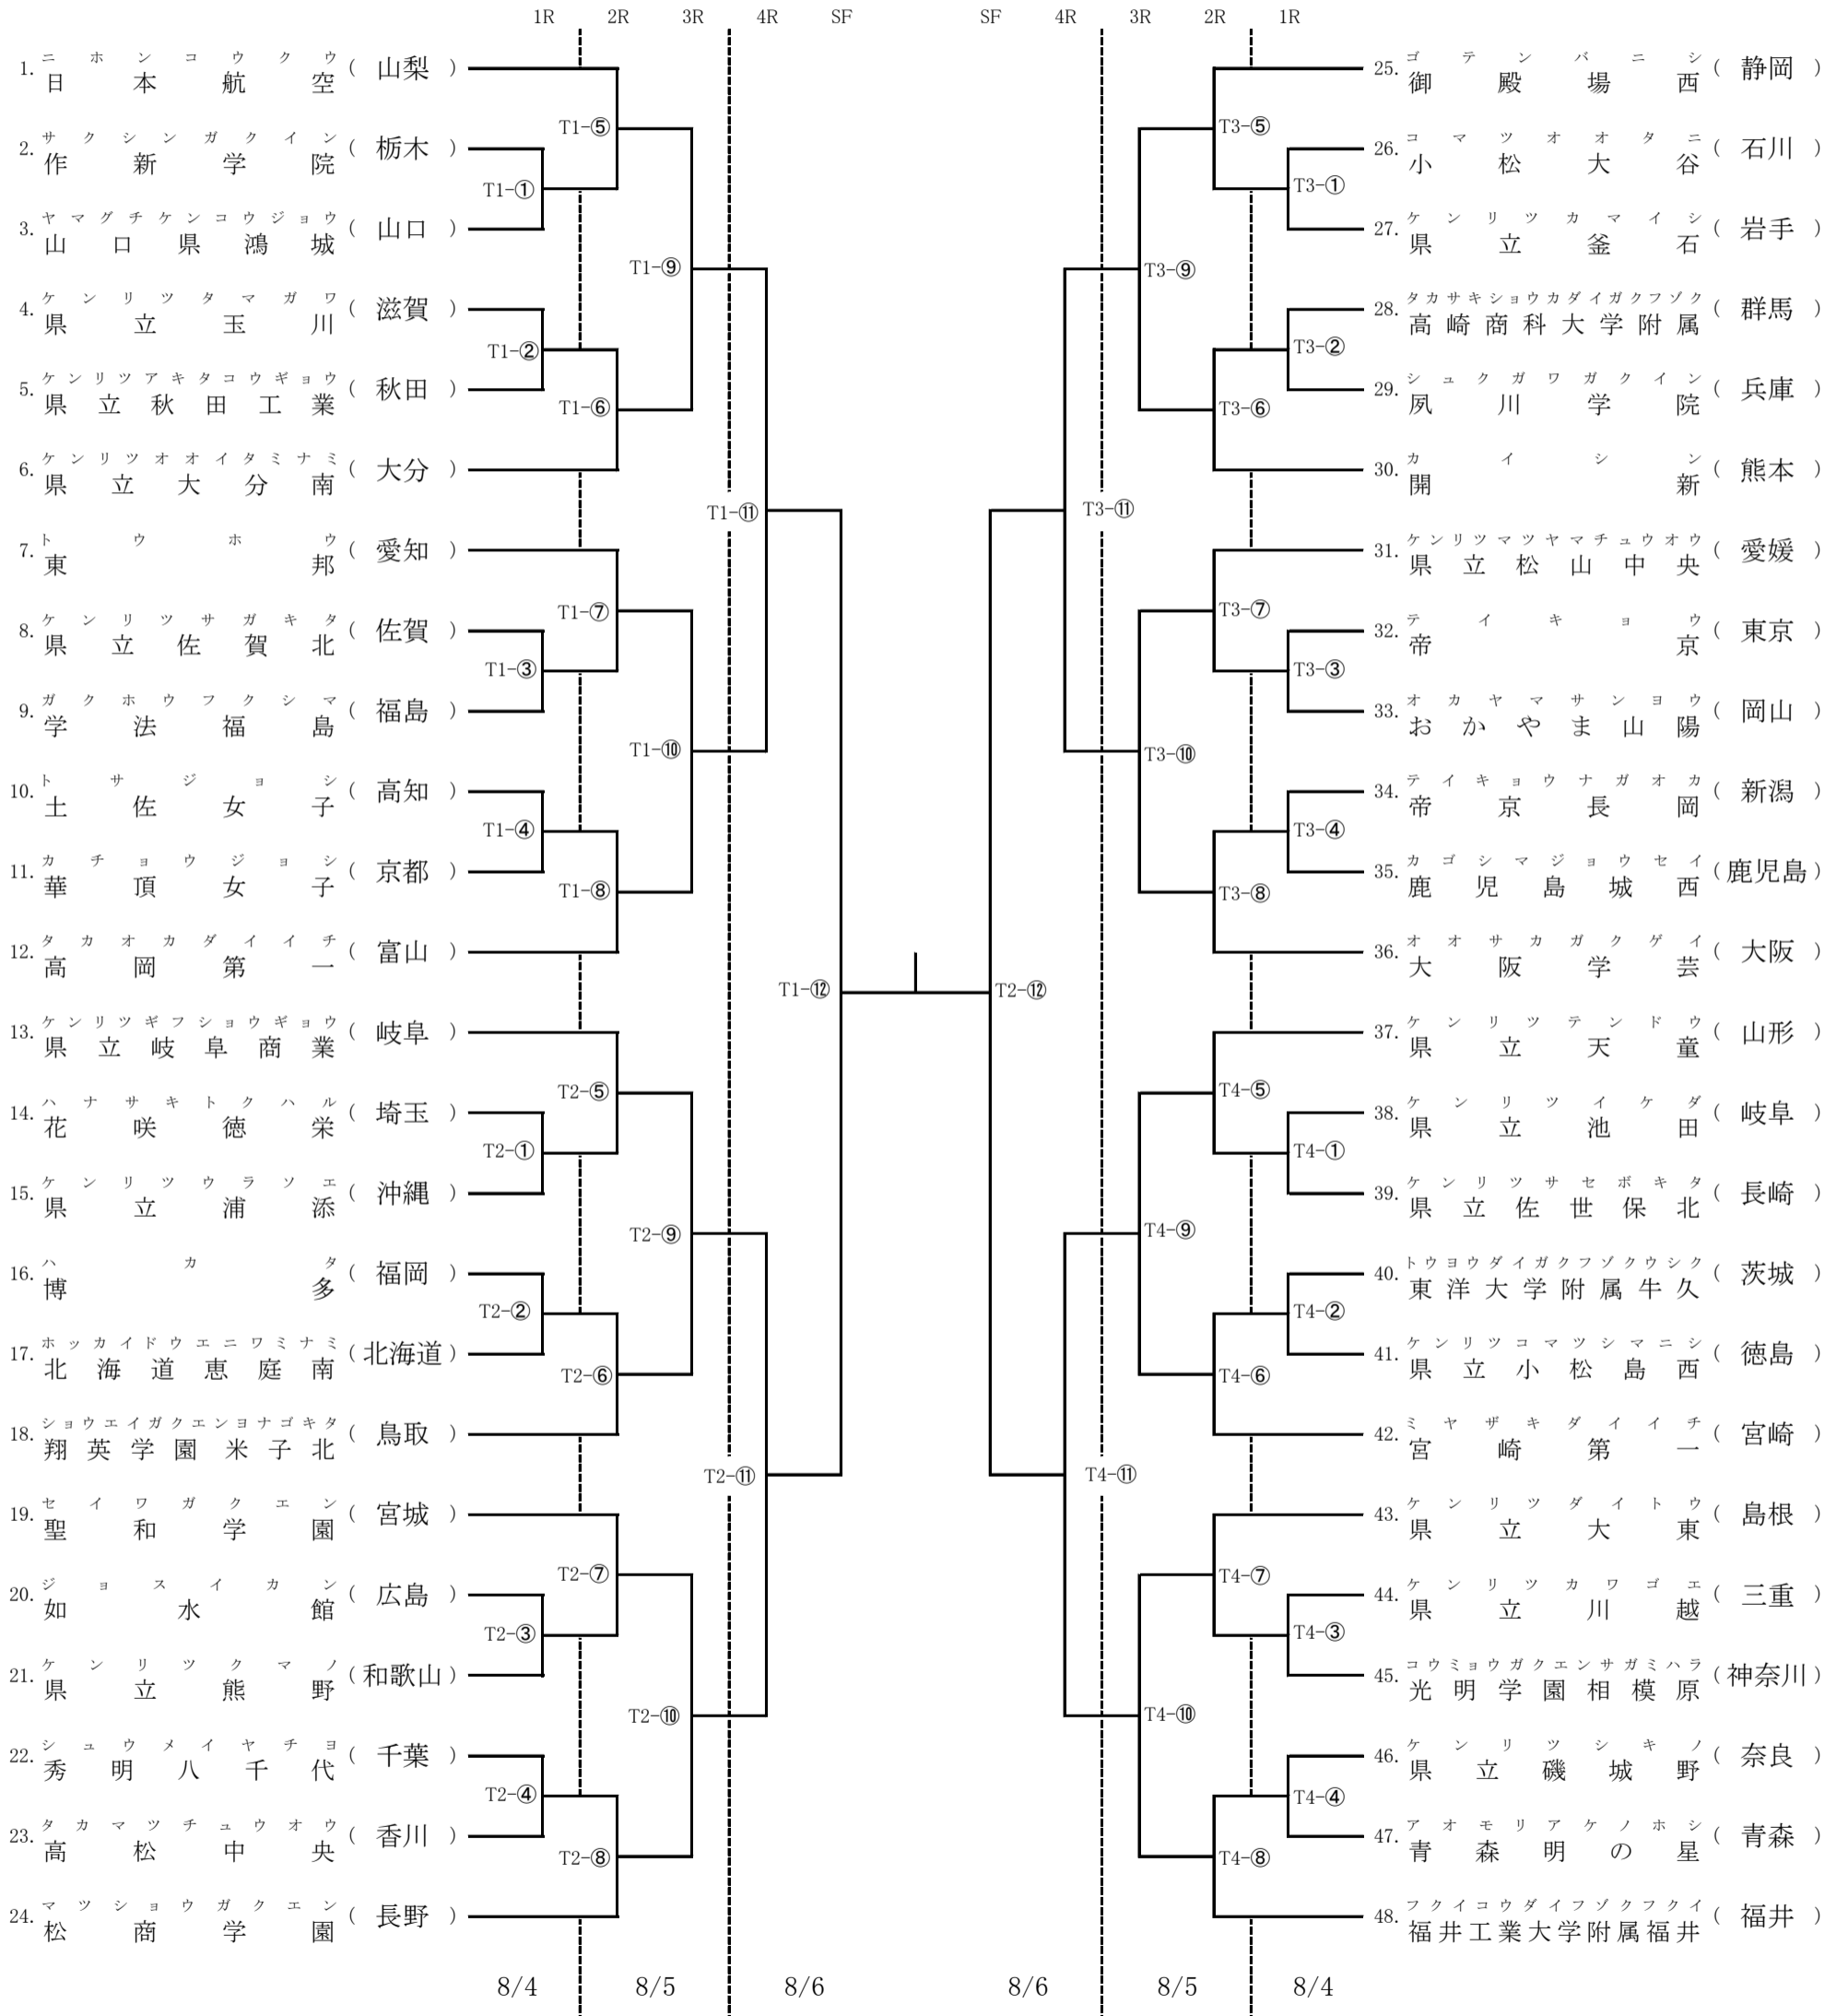 1R 2R 3R 4R SF SF 4R 3R 2R 1R
ニホンコウクウ
1. 日本航空 ( 山梨 )
サクシンガクイン
2. 作新学院 ( 栃木 )
ヤマグチケンコウジョウ
3. 山口県鴻城 ( 山口 )
ケンリツタマガワ
4. 県立玉川 ( 滋賀 )
ケンリツアキタコウギョウ
5. 県立秋田工業 ( 秋田 )
ケンリツオオイタミナミ
6. 県立大分南 ( 大分 )
トウホウ
7. 東邦 ( 愛知 )
ケンリツサガキタ
8. 県立佐賀北 ( 佐賀 )
ガクホウフクシマ
9. 学法福島 ( 福島 )
トサジョシ
10. 土佐女子 ( 高知 )
カチョウジョシ
11. 華頂女子 ( 京都 )
タカオカダイイチ
12. 高岡第一 ( 富山 )
ケンリツギフショウギョウ
13. 県立岐阜商業 ( 岐阜 )
ハナサキトクハル
14. 花咲徳栄 ( 埼玉 )
ケンリツウラソエ
15. 県立浦添 ( 沖縄 )
ハカタ
16. 博多 ( 福岡 )
ホッカイドウエニワミナミ
17. 北海道恵庭南 ( 北海道 )
ショウエイガクエンヨナゴキタ
18. 翔英学園米子北 ( 鳥取 )
セイワガクエン
19. 聖和学園 ( 宮城 )
ジョスイカン
20. 如水館 ( 広島 )
ケンリツクマノ
21. 県立熊野 ( 和歌山 )
シュウメイヤチヨ
22. 秀明八千代 ( 千葉 )
タカマツチュウオウ
23. 高松中央 ( 香川 )
マツショウガクエン
24. 松商学園 ( 長野 )
T1-⑤
T1-①
T1-⑨
T1-②
T1-⑥
T1-⑪
T1-⑦
T1-③
T1-⑩
T1-④
T1-⑧
T1-⑫
T2-⑤
T2-①
T2-⑨
T2-②
T2-⑥
T2-⑪
T2-⑦
T2-③
T2-⑩
T2-④
T2-⑧
T3-⑤
T3-①
T3-⑨
T3-②
T3-⑥
T3-⑪
T3-⑦
T3-③
T3-⑩
T3-④
T3-⑧
T2-⑫
T4-⑤
T4-①
T4-⑨
T4-②
T4-⑥
T4-⑪
T4-⑦
T4-③
T4-⑩
T4-④
T4-⑧
ゴテンバニシ
25. 御殿場西 ( 静岡 )
コマツオオタニ
26. 小松大谷 ( 石川 )
ケンリツカマイシ
27. 県立釜石 ( 岩手 )
タカサキショウカダイガクフゾク
28. 高崎商科大学附属 ( 群馬 )
シュクガワガクイン
29. 夙川学院 ( 兵庫 )
カイシン
30. 開新 ( 熊本 )
ケンリツマツヤマチュウオウ
31. 県立松山中央 ( 愛媛 )
テイキョウ
32. 帝京 ( 東京 )
オカヤマサンヨウ
33. おかやま山陽 ( 岡山 )
テイキョウナガオカ
34. 帝京長岡 ( 新潟 )
カゴシマジョウセイ
35. 鹿児島城西 ( 鹿児島 )
オオサカガクゲイ
36. 大阪学芸 ( 大阪 )
ケンリツテンドウ
37. 県立天童 ( 山形 )
ケンリツイケダ
38. 県立池田 ( 岐阜 )
ケンリツサセボキタ
39. 県立佐世保北 ( 長崎 )
トウヨウダイガクフゾクウシク
40. 東洋大学附属牛久 ( 茨城 )
ケンリツコマツシマニシ
41. 県立小松島西 ( 徳島 )
ミヤザキダイイチ
42. 宮崎第一 ( 宮崎 )
ケンリツダイトウ
43. 県立大東 ( 島根 )
ケンリツカワゴエ
44. 県立川越 ( 三重 )
コウミョウガクエンサガミハラ
45. 光明学園相模原 ( 神奈川 )
ケンリツシキノ
46. 県立磯城野 ( 奈良 )
アオモリアケノホシ
47. 青森明の星 ( 青森 )
フクイコウダイフゾクフクイ
48. 福井工業大学附属福井 ( 福井 )
8/4 8/5 8/6 8/6 8/5 8/4